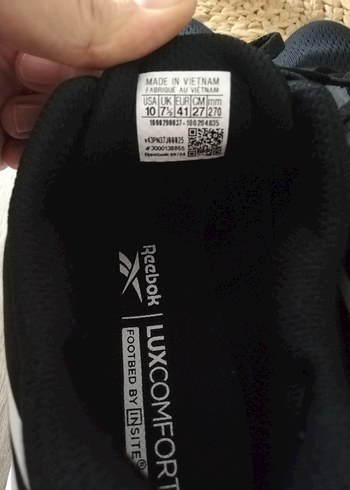 MADE IN VIETNAM
FABRIQUÉ AU VIETNAM
USA UK EUR CM mm
10 7½ 41 27 270
Reebok
LUXCOMFORT
FOOTBED BY INSITE®